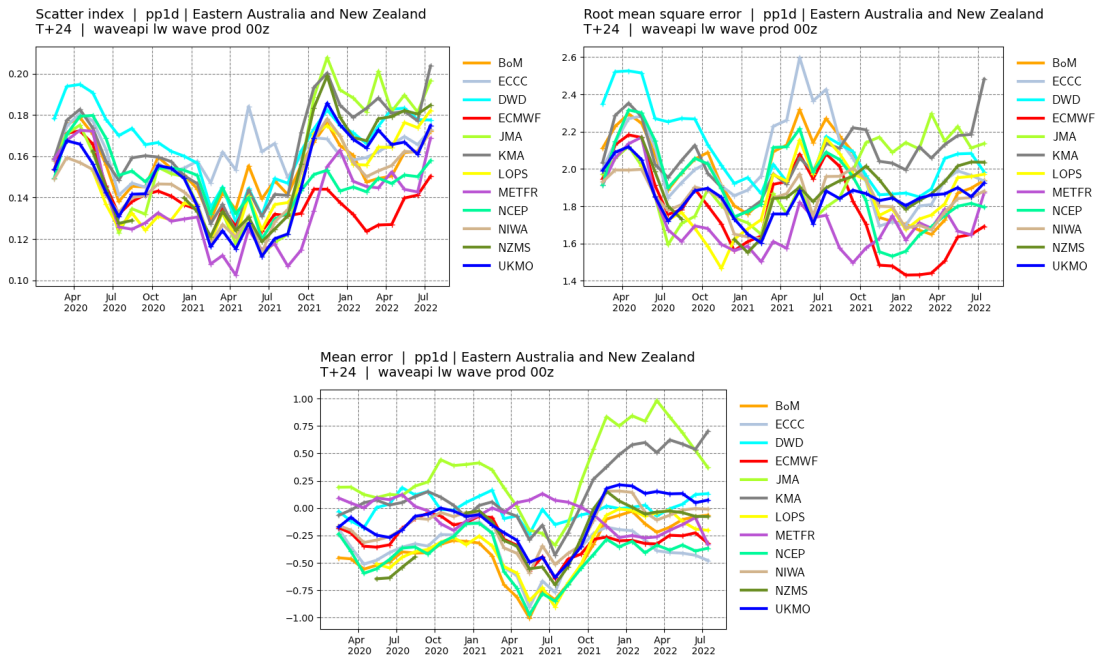 Scatter index | pp1d | Eastern Australia and New Zealand
T+24 | waveapi lw wave prod 00z
0.20
0.18
0.16
0.14
0.12
0.10
Apr 2020
Jul 2020
Oct 2020
Jan 2021
Apr 2021
Jul 2021
Oct 2021
Jan 2022
Apr 2022
Jul 2022
BoM
ECCC
DWD
ECMWF
JMA
KMA
LOPS
METFR
NCEP
NIWA
NZMS
UKMO
Root mean square error | pp1d | Eastern Australia and New Zealand
T+24 | waveapi lw wave prod 00z
2.6
2.4
2.2
2.0
1.8
1.6
1.4
Apr 2020
Jul 2020
Oct 2020
Jan 2021
Apr 2021
Jul 2021
Oct 2021
Jan 2022
Apr 2022
Jul 2022
BoM
ECCC
DWD
ECMWF
JMA
KMA
LOPS
METFR
NCEP
NIWA
NZMS
UKMO
Mean error | pp1d | Eastern Australia and New Zealand
T+24 | waveapi lw wave prod 00z
1.00
0.75
0.50
0.25
0.00
−0.25
−0.50
−0.75
−1.00
Apr 2020
Jul 2020
Oct 2020
Jan 2021
Apr 2021
Jul 2021
Oct 2021
Jan 2022
Apr 2022
Jul 2022
BoM
ECCC
DWD
ECMWF
JMA
KMA
LOPS
METFR
NCEP
NIWA
NZMS
UKMO